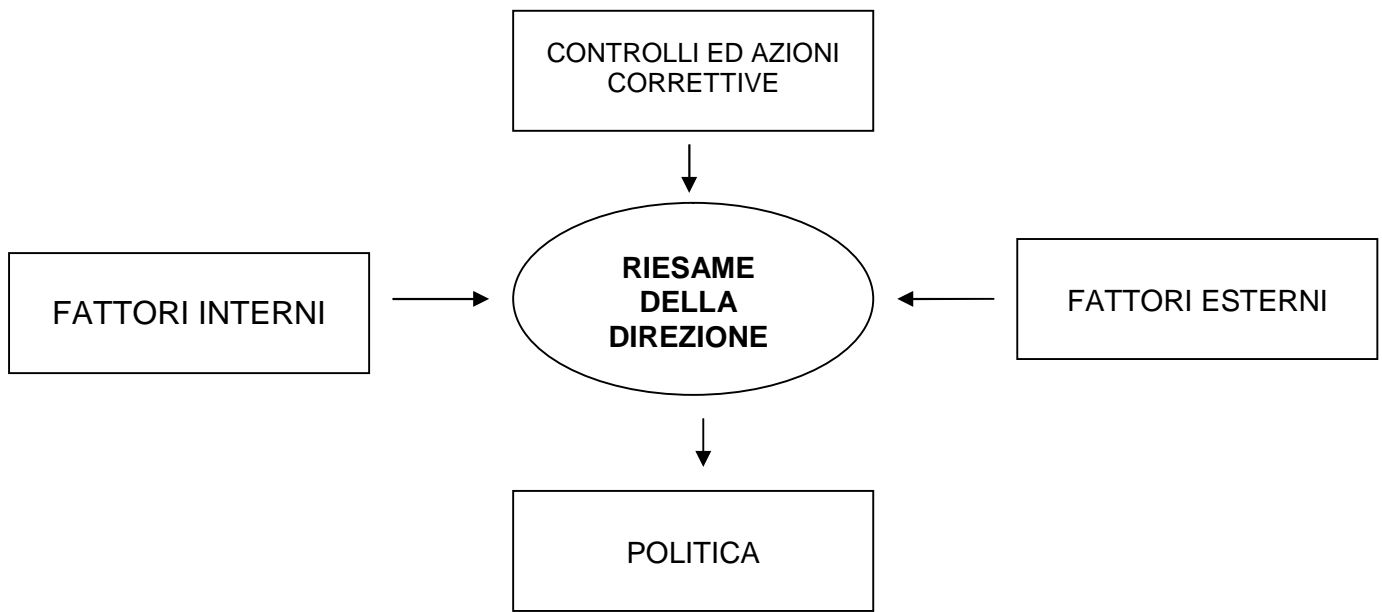 CONTROLLI ED AZIONI
CORRETTIVE
FATTORI INTERNI
RIESAME
DELLA
DIREZIONE
FATTORI ESTERNI
POLITICA